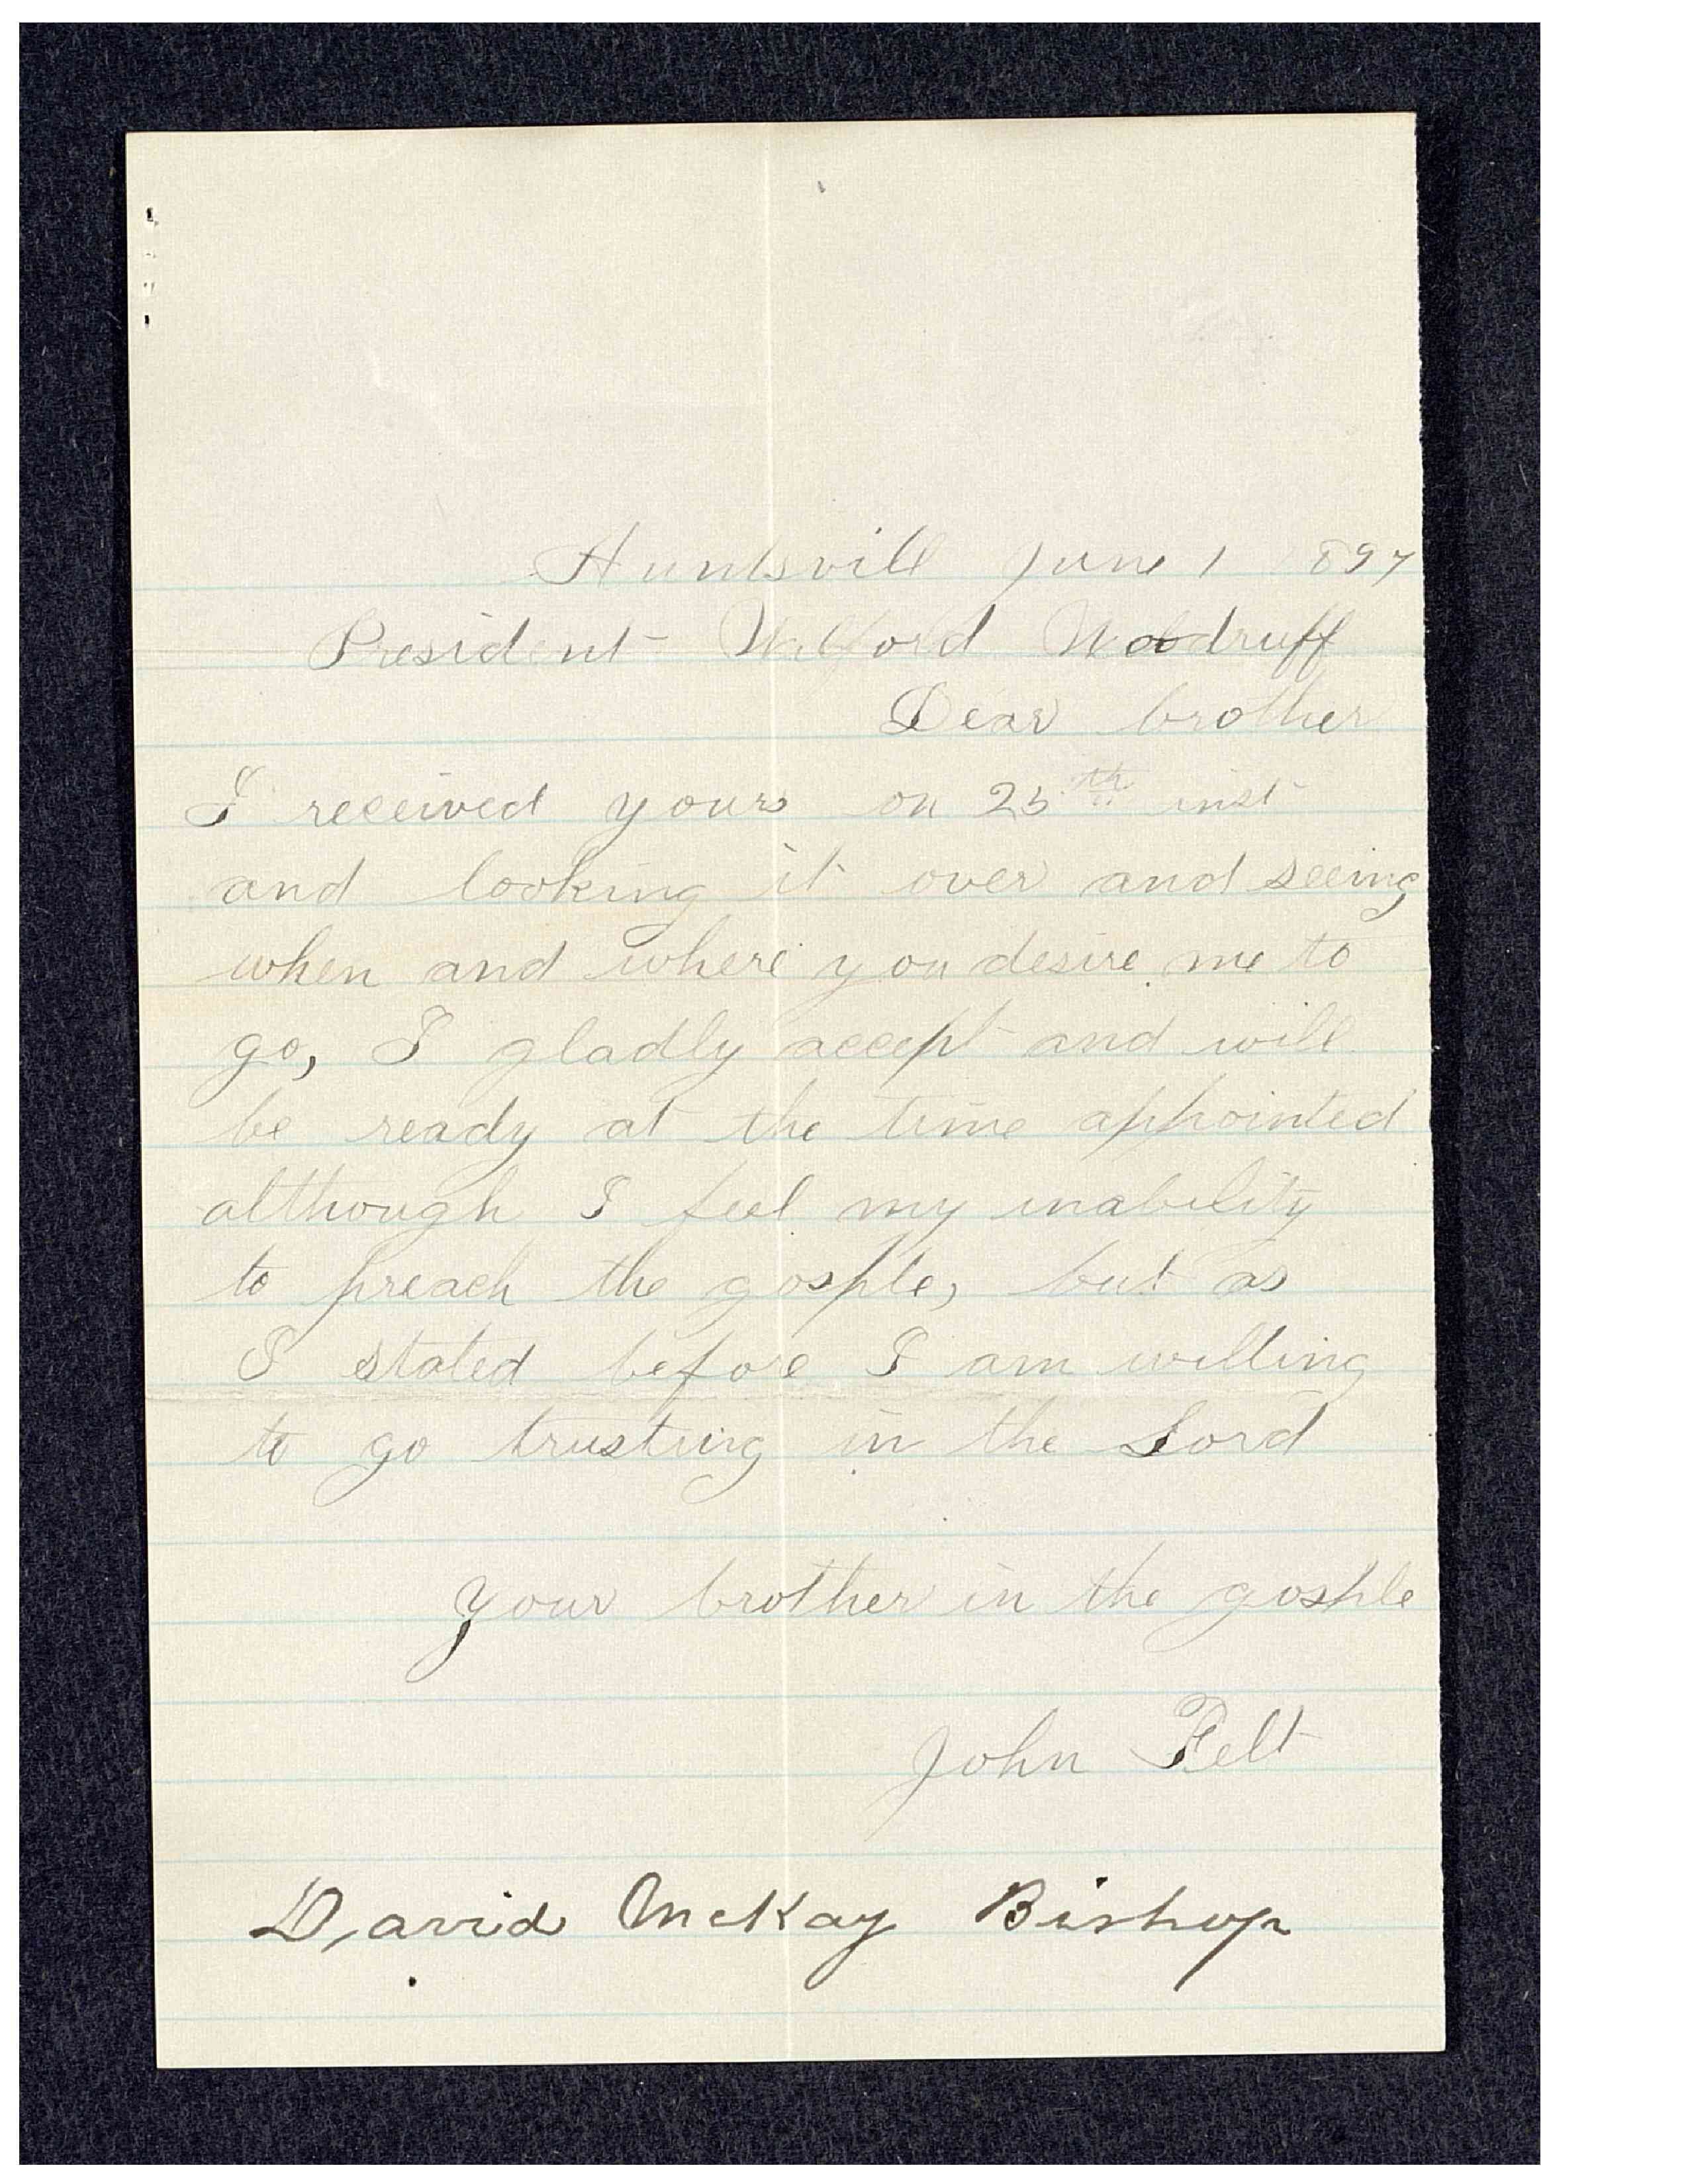 Huntsvill June 1 1897
President Wilford Woodruff
Dear brother
I received yours on 25th inst
and looking it over and seeing
when and where you desire me to
go, I gladly accept and will
be ready at the time appointed
although I feel my inability
to preach the gosple, but as
I stated before I am willing
to go trusting in the Lord
your brother in the gosple
John Felt
David McKay Bishop